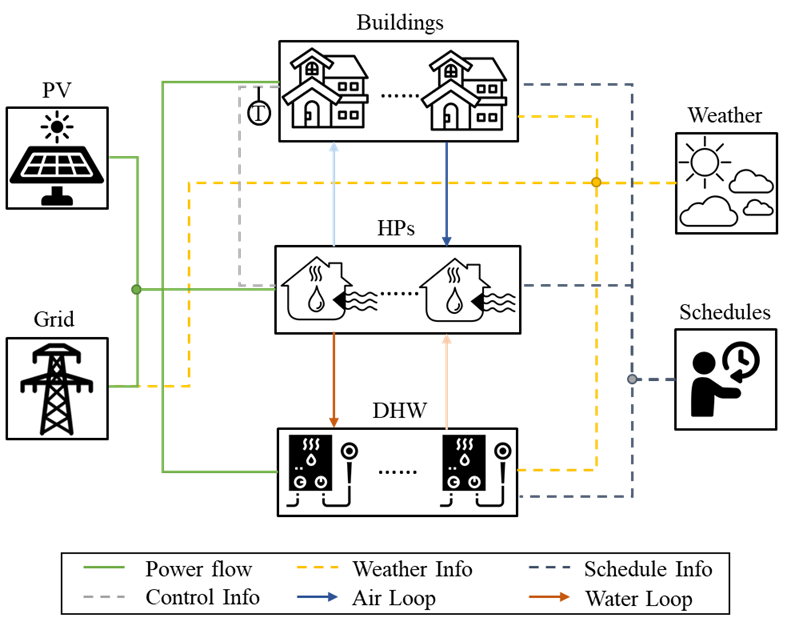 Buildings
PV
T
Weather
HPs
Grid
Schedules
DHW
Power flow
Weather Info
Schedule Info
Control Info
Air Loop
Water Loop